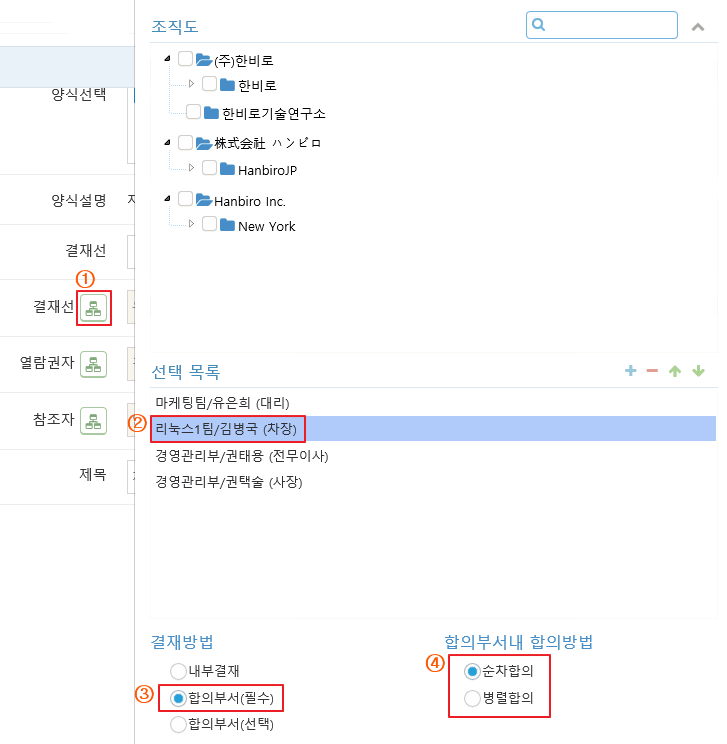 조직도
(주)한비로
한비로
한비로기술연구소
株式会社 ハンビロ
HanbiroJP
Hanbiro Inc.
New York
양식선택
양식설명
결재선
①
결재선
열람권자
참조자
제목
선택 목록
마케팅팀/유은희 (대리)
② 리눅스1팀/김병국 (차장)
경영관리부/권태용 (전무이사)
경영관리부/권택술 (사장)
결재방법
내부결재
③ 합의부서(필수)
합의부서(선택)
합의부서내 합의방법
④ 순차합의
병렬합의